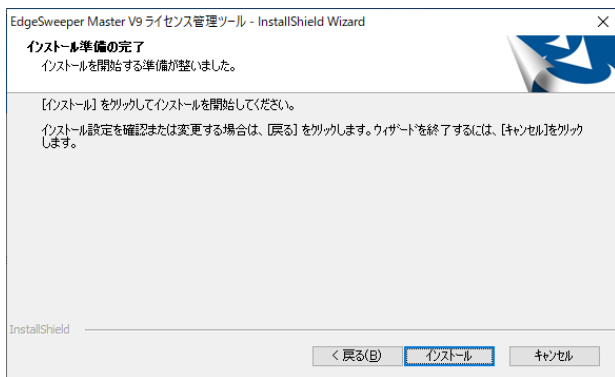 EdgeSweeper Master V9 ライセンス管理ツール - InstallShield Wizard
インストール準備の完了
インストールを開始する準備が整いました。
[インストール] をクリックしてインストールを開始してください。
インストール設定を確認または変更する場合は、[戻る] をクリックします。ウィザードを終了するには、[キャンセル]をクリック
します。
InstallShield
< 戻る(B)
インストール
キャンセル